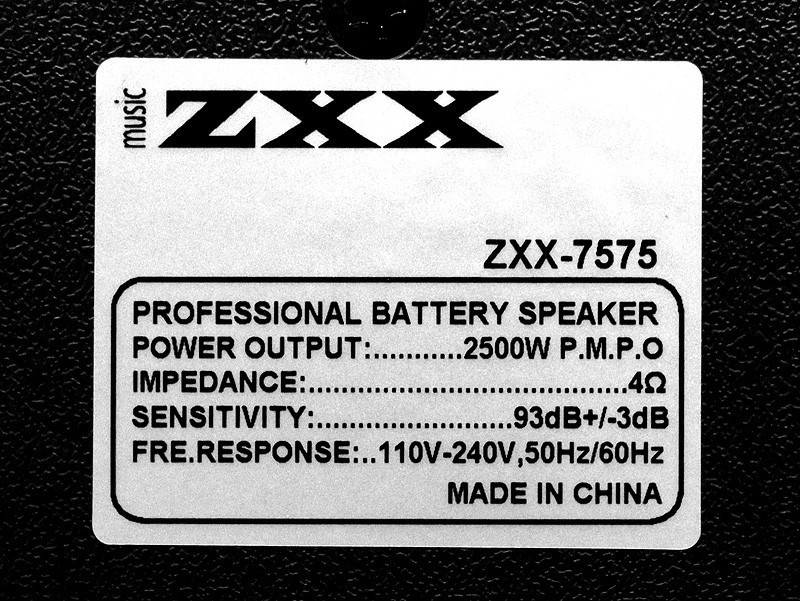 music ZXX
ZXX-7575
PROFESSIONAL BATTERY SPEAKER
POWER OUTPUT:...........2500W P.M.P.O
IMPEDANCE:....................................4Ω
SENSITIVITY:.......................93dB+/-3dB
FRE.RESPONSE:..110V-240V,50Hz/60Hz
MADE IN CHINA